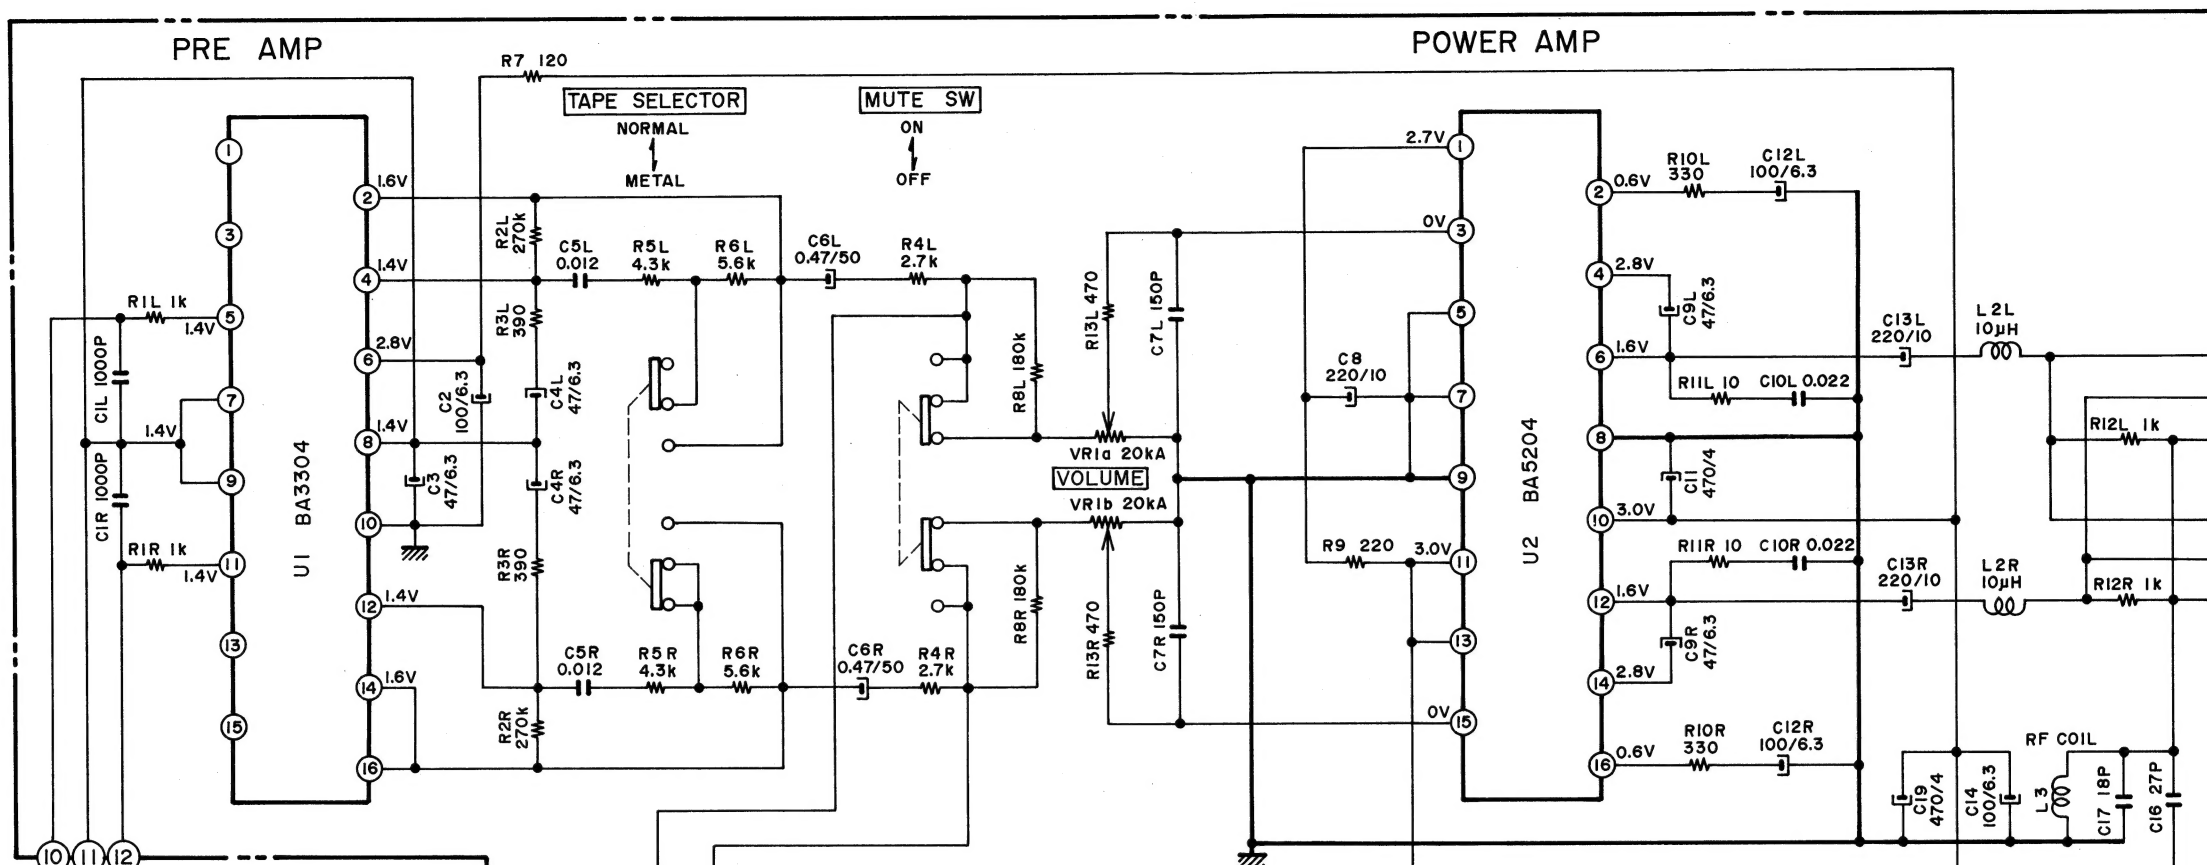 PRE AMP
POWER AMP
R7 120
TAPE SELECTOR
NORMAL
METAL
MUTE SW
ON
OFF
U1 BA3304
1
3
5
7
9
11
13
15
2
4
6
8
10
12
14
16
1.6V
1.4V
2.8V
1.4V
1.4V
1.6V
R1L 1k
1.4V
C1L 1000P
1.4V
C1R 1000P
R1R 1k
1.4V
10
11
12
C2
100/6.3
C3
47/6.3
R2L
270k
R3L
390
C4L
47/6.3
C4R
47/6.3
R3R
390
R2R
270k
C5L
0.012
R5L
4.3k
R6L
5.6k
C6L
0.47/50
R4L
2.7k
C5R
0.012
R5R
4.3k
R6R
5.6k
C6R
0.47/50
R4R
2.7k
R8L 180k
R8R 180k
R13L 470
C7L 150P
VR1a 20kA
VOLUME
VR1b 20kA
R13R 470
C7R 150P
C8
220/10
R9 220
2.7V
0V
3.0V
0V
U2 BA5204
1
3
5
7
9
11
13
15
2
4
6
8
10
12
14
16
0.6V
2.8V
1.6V
3.0V
1.6V
2.8V
0.6V
R10L
330
C12L
100/6.3
C9L
47/6.3
R11L 10
C10L 0.022
C11
470/4
R11R 10
C10R 0.022
C9R
47/6.3
R10R
330
C12R
100/6.3
C13L
220/10
L2L
10µH
R12L 1k
C13R
220/10
L2R
10µH
R12R 1k
RF COIL
C19
470/4
C14
100/6.3
L3
C17 18P
C16 27P